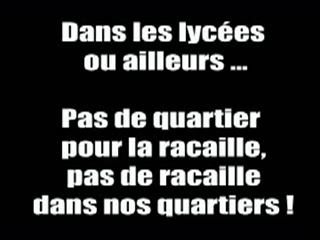 Dans les lycées
ou ailleurs ...
Pas de quartier
pour la racaille,
pas de racaille
dans nos quartiers !